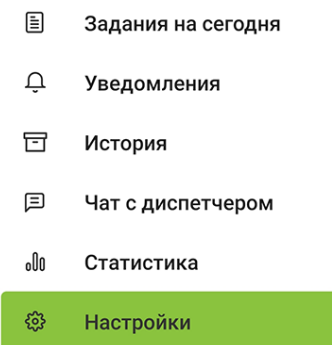 Задания на сегодня
Уведомления
История
Чат с диспетчером
Статистика
Настройки